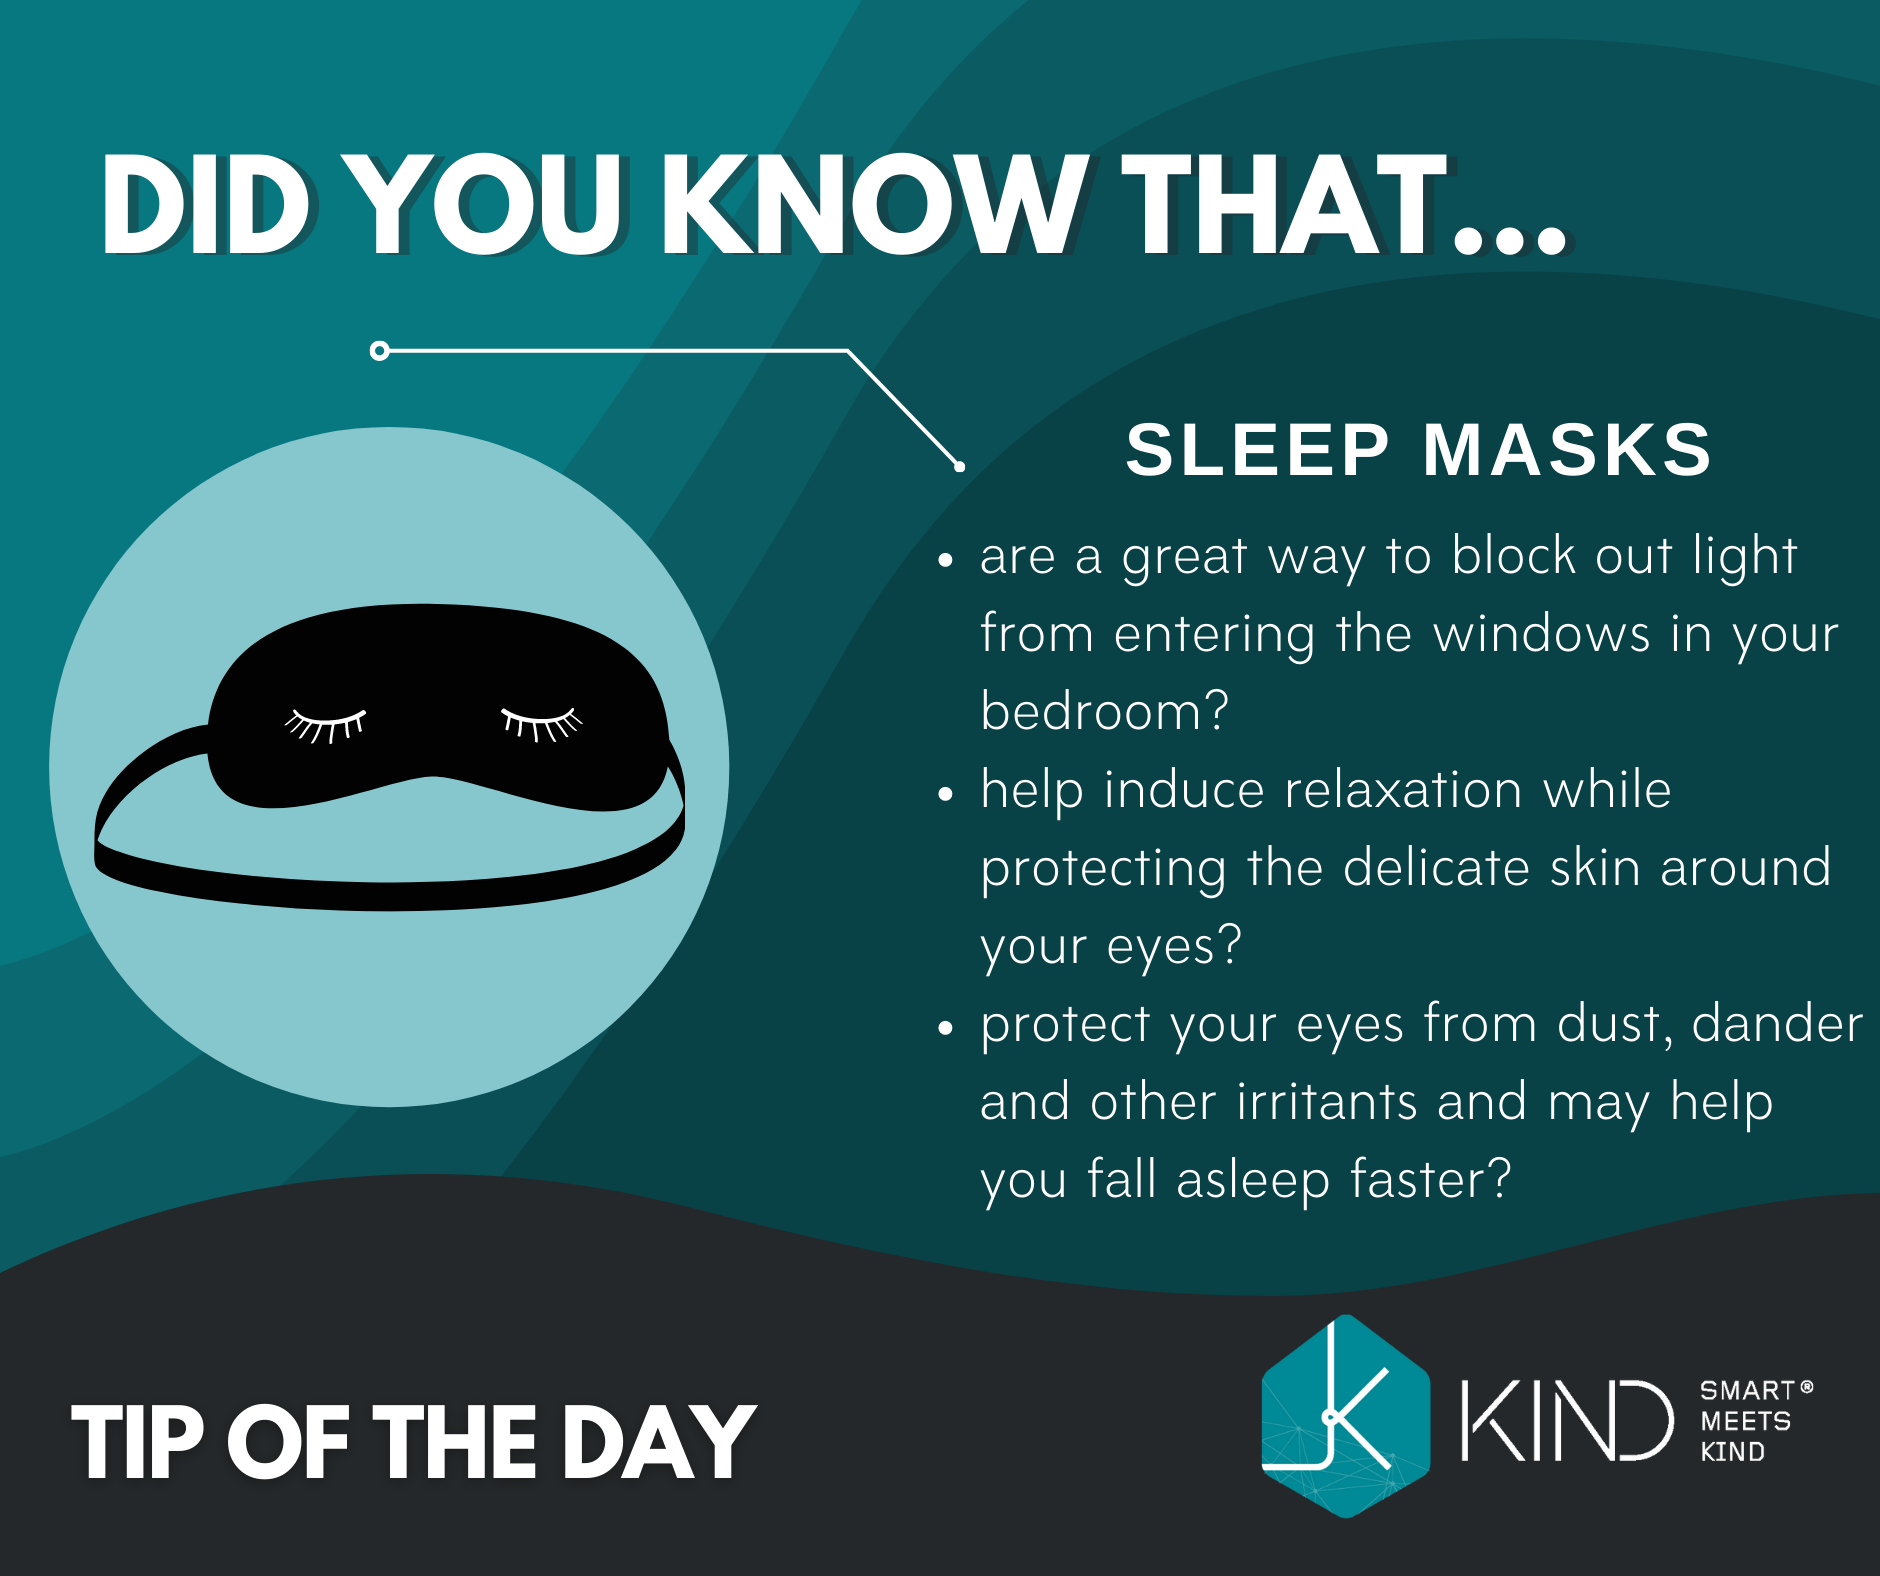 DID YOU KNOW THAT...
SLEEP MASKS
• are a great way to block out light
from entering the windows in your
bedroom?
• help induce relaxation while
protecting the delicate skin around
your eyes?
• protect your eyes from dust, dander
and other irritants and may help
you fall asleep faster?
TIP OF THE DAY
KIND
SMART®
MEETS
KIND